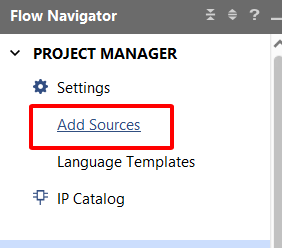 Flow Navigator
PROJECT MANAGER
Settings
Add Sources
Language Templates
IP Catalog